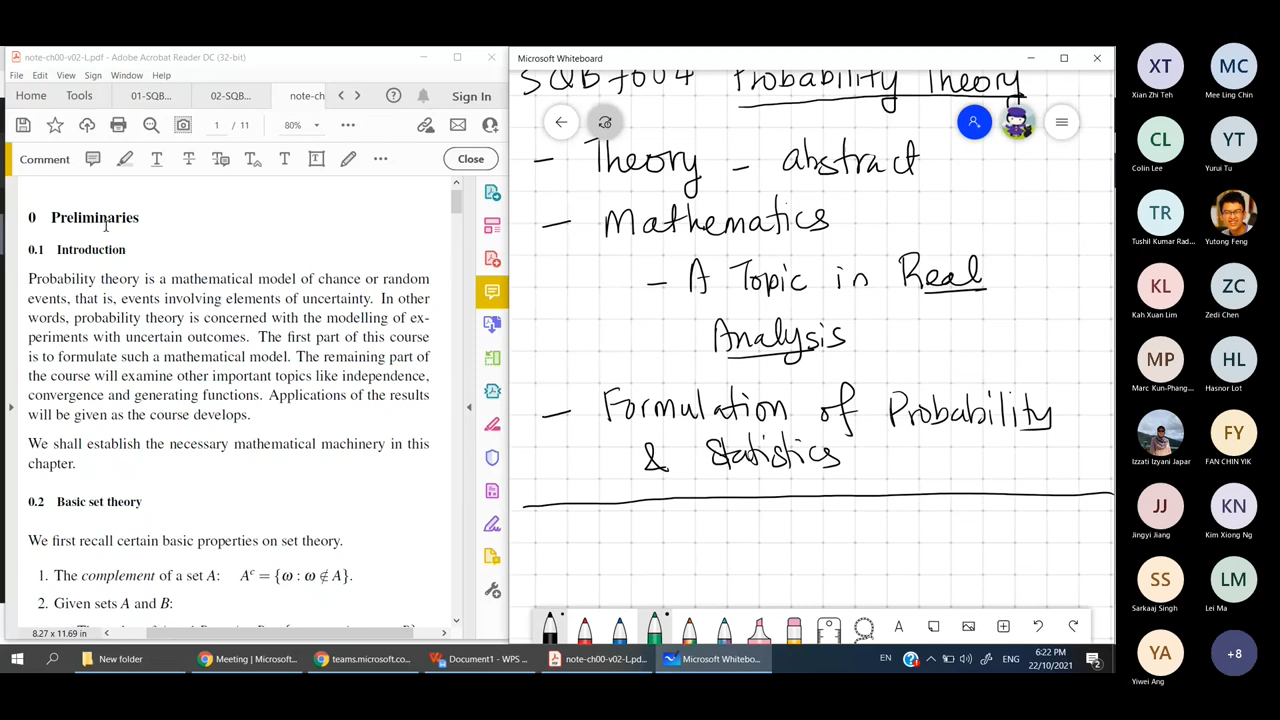 note-ch00-v02-L.pdf - Adobe Acrobat Reader DC (32-bit)
File Edit View Sign Window Help
Home Tools 01-SQB... 02-SQB... note-ch Sign In
1 / 11 80%
Comment Close
0 Preliminaries
0.1 Introduction
Probability theory is a mathematical model of chance or random
events, that is, events involving elements of uncertainty. In other
words, probability theory is concerned with the modelling of ex-
periments with uncertain outcomes. The first part of this course
is to formulate such a mathematical model. The remaining part of
the course will examine other important topics like independence,
convergence and generating functions. Applications of the results
will be given as the course develops.
We shall establish the necessary mathematical machinery in this
chapter.
0.2 Basic set theory
We first recall certain basic properties on set theory.
1. The complement of a set A: Aᶜ = {ω : ω ∉ A}.
2. Given sets A and B:
8.27 x 11.69 in
Microsoft Whiteboard
SQB7004 Probability Theory
- Theory - abstract
- Mathematics
- A Topic in Real
Analysis
- Formulation of Probability
& Statistics
XT
Xian Zhi Teh
MC
Mee Ling Chin
CL
Colin Lee
YT
Yurui Tu
TR
Tushil Kumar Rad...
Yutong Feng
KL
Kah Xuan Lim
ZC
Zedi Chen
MP
Marc Kun-Phang...
HL
Hasnor Lot
Izzati Izyani Japar
FY
FAN CHIN YIK
JJ
Jingyi Jiang
KN
Kim Xiong Ng
SS
Sarkaaj Singh
LM
Lei Ma
YA
Yiwei Ang
+8
New folder
Meeting | Microsof...
teams.microsoft.co...
Document1 - WPS ...
note-ch00-v02-L.pd...
Microsoft Whitebo...
EN
ENG
6:22 PM
22/10/2021
2